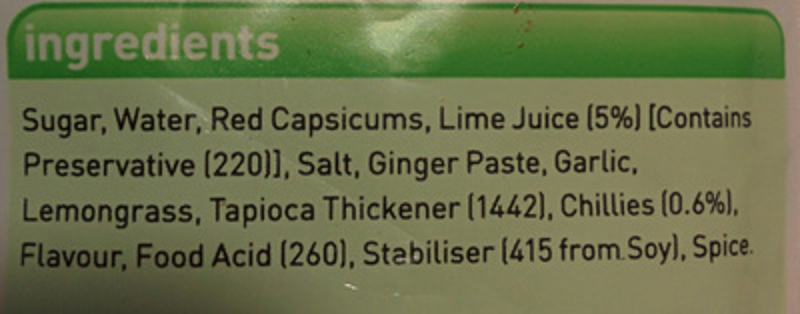 ingredients
Sugar, Water, Red Capsicums, Lime Juice (5%) [Contains
Preservative (220)], Salt, Ginger Paste, Garlic,
Lemongrass, Tapioca Thickener (1442), Chillies (0.6%),
Flavour, Food Acid (260), Stabiliser (415 from Soy), Spice.